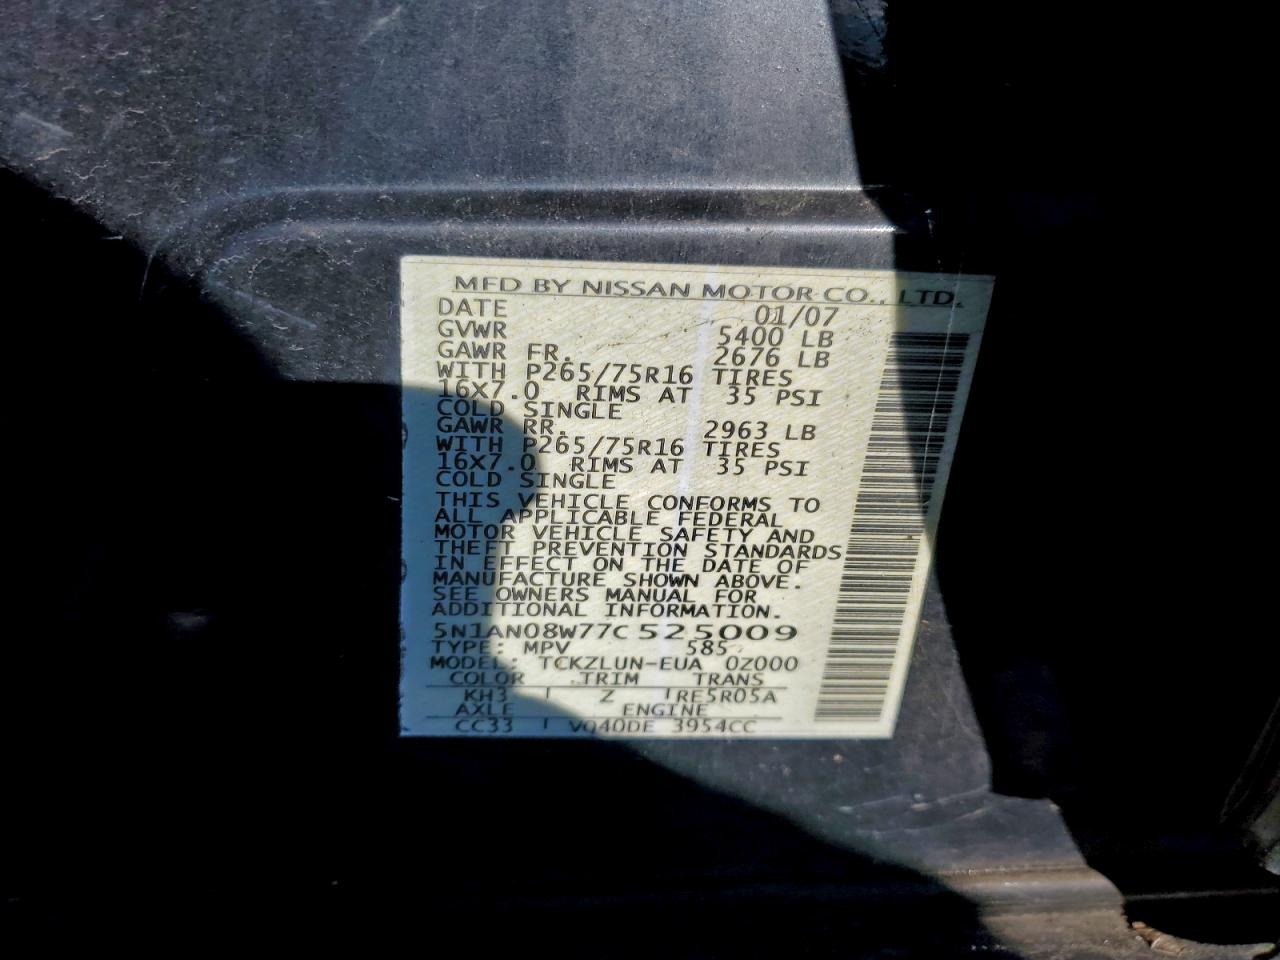 MFD BY NISSAN MOTOR CO., LTD.
DATE 01/07
GVWR 5400 LB
GAWR FR. 2676 LB
WITH P265/75R16 TIRES
16X7.0 RIMS AT 35 PSI
COLD SINGLE
GAWR RR. 2963 LB
WITH P265/75R16 TIRES
16X7.0 RIMS AT 35 PSI
COLD SINGLE
THIS VEHICLE CONFORMS TO
ALL APPLICABLE FEDERAL
MOTOR VEHICLE SAFETY AND
THEFT PREVENTION STANDARDS
IN EFFECT ON THE DATE OF
MANUFACTURE SHOWN ABOVE.
SEE OWNERS MANUAL FOR
ADDITIONAL INFORMATION.
5N1AN08W77C525009
TYPE: MPV 585
MODEL: TCKZLUN-EUA 0Z000
COLOR TRIM TRANS
KH3 Z RE5R05A
AXLE ENGINE
CC33 VQ40DE 3954CC